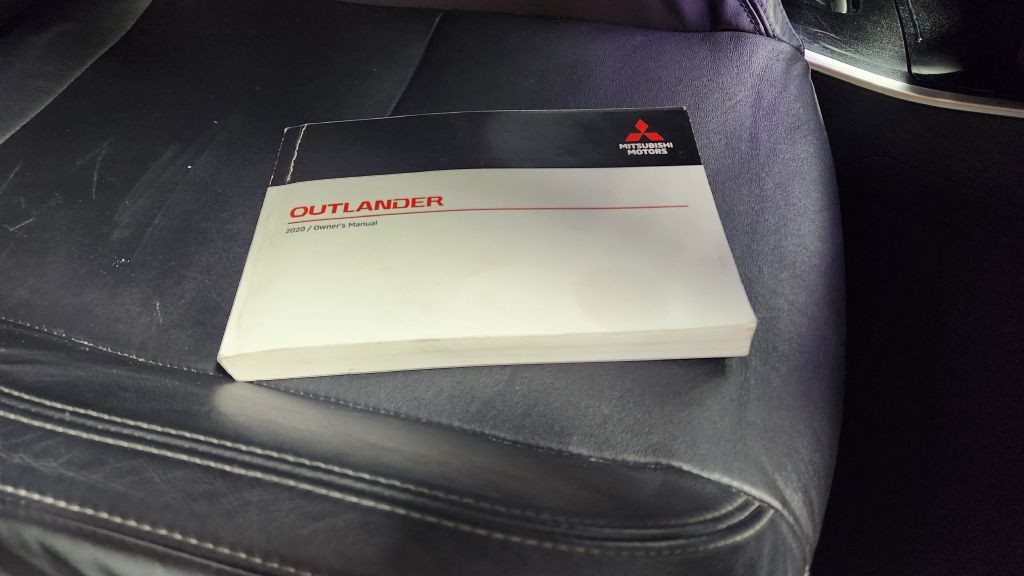 MITSUBISHI
MOTORS
OUTLANDER
2020 / Owner's Manual